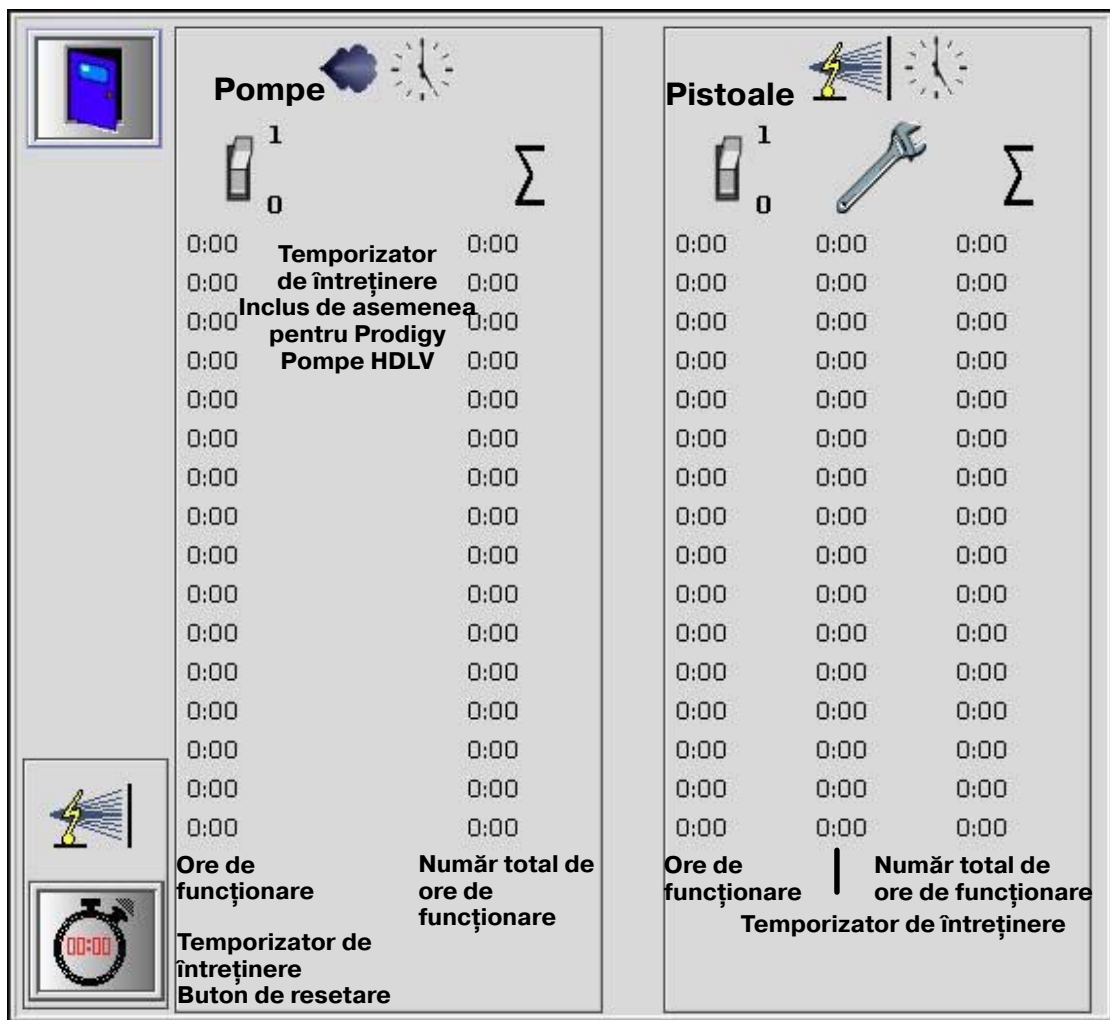 Pompe
Pistoale
1
0
Σ
1
0
Σ
0:00 Temporizator 0:00 0:00 0:00 0:00
0:00 de întreținere 0:00 0:00 0:00 0:00
0:00 Inclus de asemenea 0:00 0:00 0:00 0:00
pentru Prodigy
0:00 Pompe HDLV 0:00 0:00 0:00 0:00
0:00 0:00 0:00 0:00 0:00
0:00 0:00 0:00 0:00 0:00
0:00 0:00 0:00 0:00 0:00
0:00 0:00 0:00 0:00 0:00
0:00 0:00 0:00 0:00 0:00
0:00 0:00 0:00 0:00 0:00
0:00 0:00 0:00 0:00 0:00
0:00 0:00 0:00 0:00 0:00
0:00 0:00 0:00 0:00 0:00
0:00 0:00 0:00 0:00 0:00
0:00 0:00 0:00 0:00 0:00
0:00 0:00 0:00 0:00 0:00
Ore de
funcționare
Număr total de
ore de
funcționare
Ore de
funcționare
Număr total de
ore de funcționare
Temporizator de întreținere
00:00
Temporizator de
întreținere
Buton de resetare